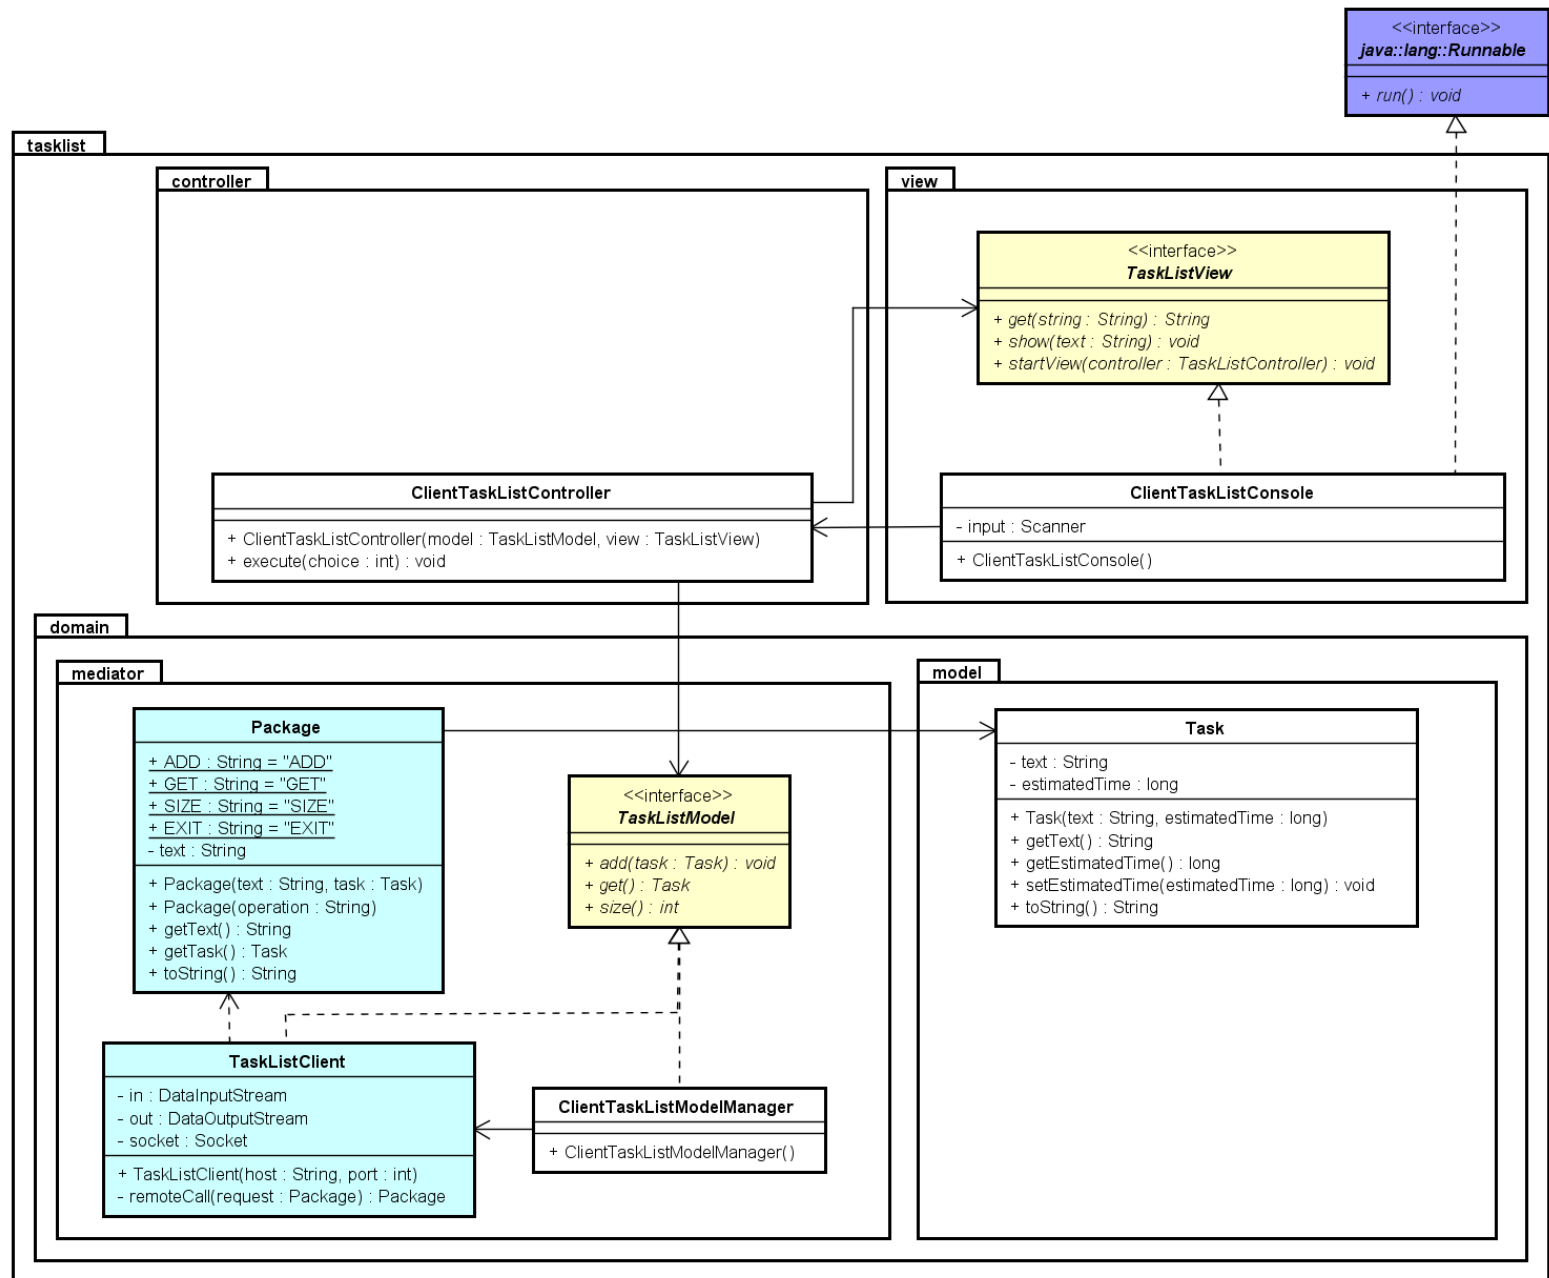 <<interface>>
java::lang::Runnable
+ run() : void
tasklist
controller
view
<<interface>>
TaskListView
+ get(string : String) : String
+ show(text : String) : void
+ startView(controller : TaskListController) : void
ClientTaskListController
+ ClientTaskListController(model : TaskListModel, view : TaskListView)
+ execute(choice : int) : void
ClientTaskListConsole
- input : Scanner
+ ClientTaskListConsole()
domain
mediator
model
Package
+ ADD : String = "ADD"
+ GET : String = "GET"
+ SIZE : String = "SIZE"
+ EXIT : String = "EXIT"
- text : String
+ Package(text : String, task : Task)
+ Package(operation : String)
+ getText() : String
+ getTask() : Task
+ toString() : String
<<interface>>
TaskListModel
+ add(task : Task) : void
+ get() : Task
+ size() : int
Task
- text : String
- estimatedTime : long
+ Task(text : String, estimatedTime : long)
+ getText() : String
+ getEstimatedTime() : long
+ setEstimatedTime(estimatedTime : long) : void
+ toString() : String
TaskListClient
- in : DataInputStream
- out : DataOutputStream
- socket : Socket
+ TaskListClient(host : String, port : int)
- remoteCall(request : Package) : Package
ClientTaskListModelManager
+ ClientTaskListModelManager()